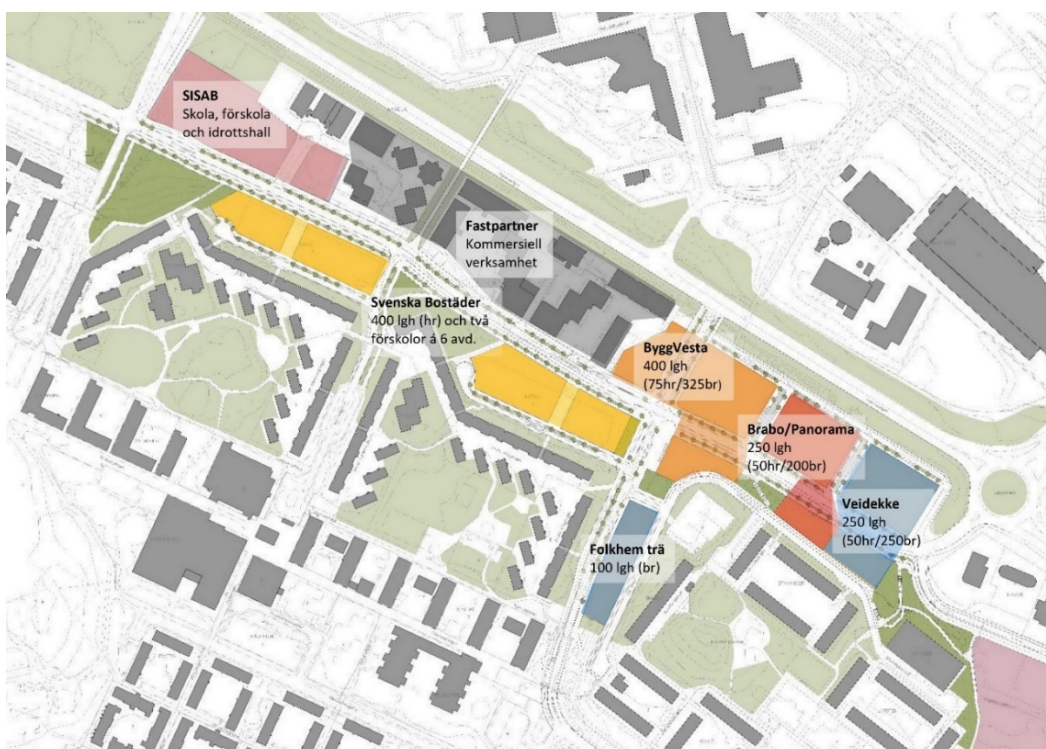 SISAB
Skola, förskola
och idrottshall
Fastpartner
Kommersiell
verksamhet
Svenska Bostäder
400 lgh (hr) och två
förskolor á 6 avd.
ByggVesta
400 lgh
(75hr/325br)
Brabo/Panorama
250 lgh
(50hr/200br)
Veidekke
250 lgh
(50hr/250br)
Folkhem trä
100 lgh (br)